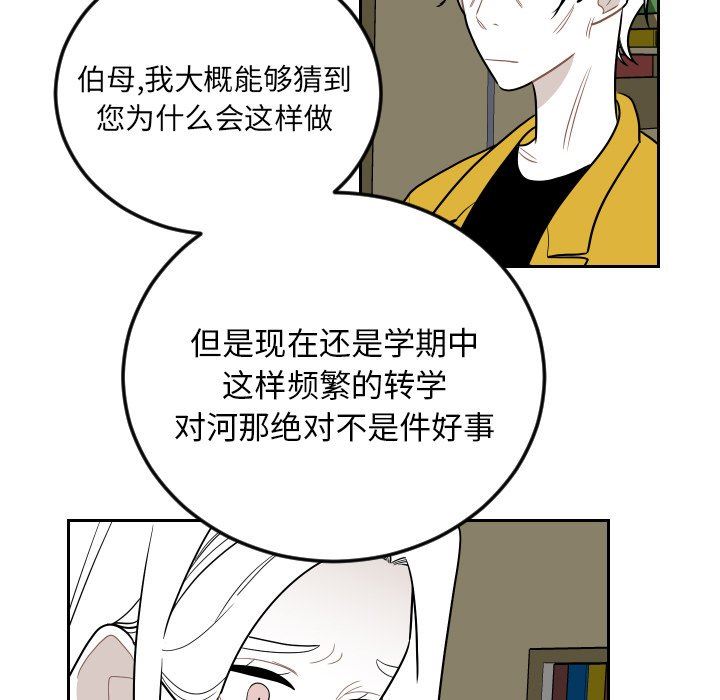 伯母,我大概能够猜到
您为什么会这样做
但是现在还是学期中
这样频繁的转学
对河那绝对不是件好事